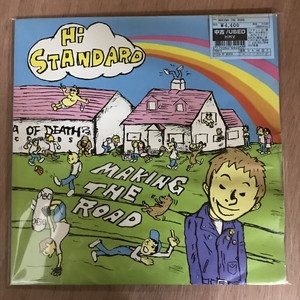 Hi
STANDARD
¥4,400
中古/USED
A OF DEATH
MAKING
THE
ROAD